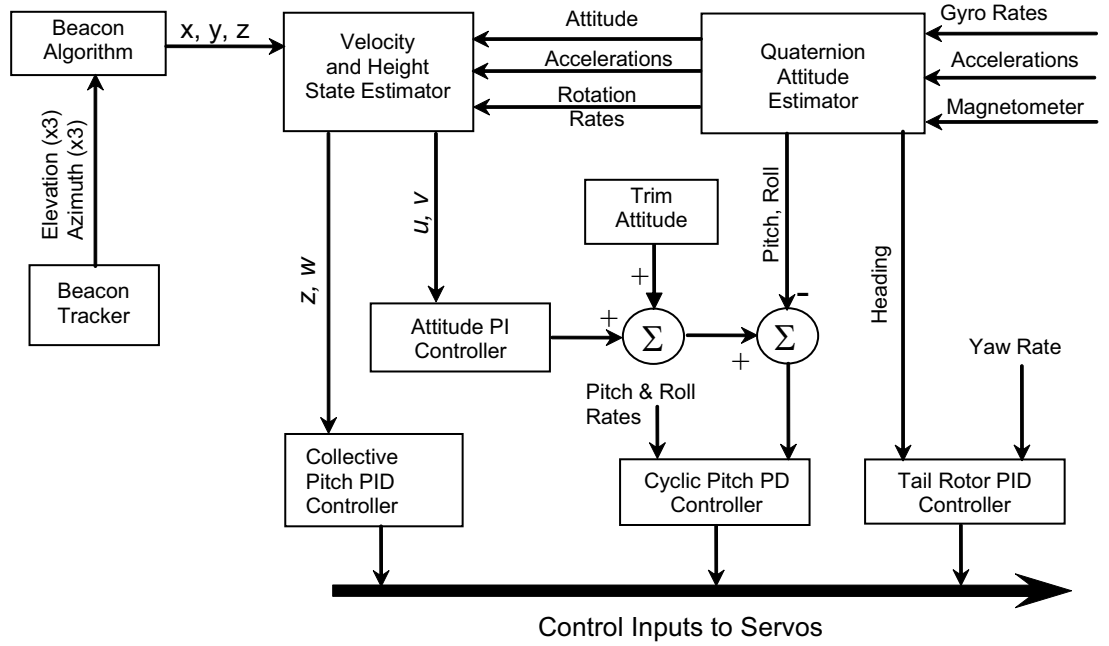 Beacon
Algorithm
x, y, z
Velocity
and Height
State Estimator
Attitude
Accelerations
Rotation
Rates
Quaternion
Attitude
Estimator
Gyro Rates
Accelerations
Magnetometer
Elevation (x3)
Azimuth (x3)
Beacon
Tracker
z, w
u, v
Trim
Attitude
Pitch, Roll
Heading
+
-
Attitude PI
Controller
+
Σ
+
Σ
Yaw Rate
Pitch & Roll
Rates
Collective
Pitch PID
Controller
Cyclic Pitch PD
Controller
Tail Rotor PID
Controller
Control Inputs to Servos